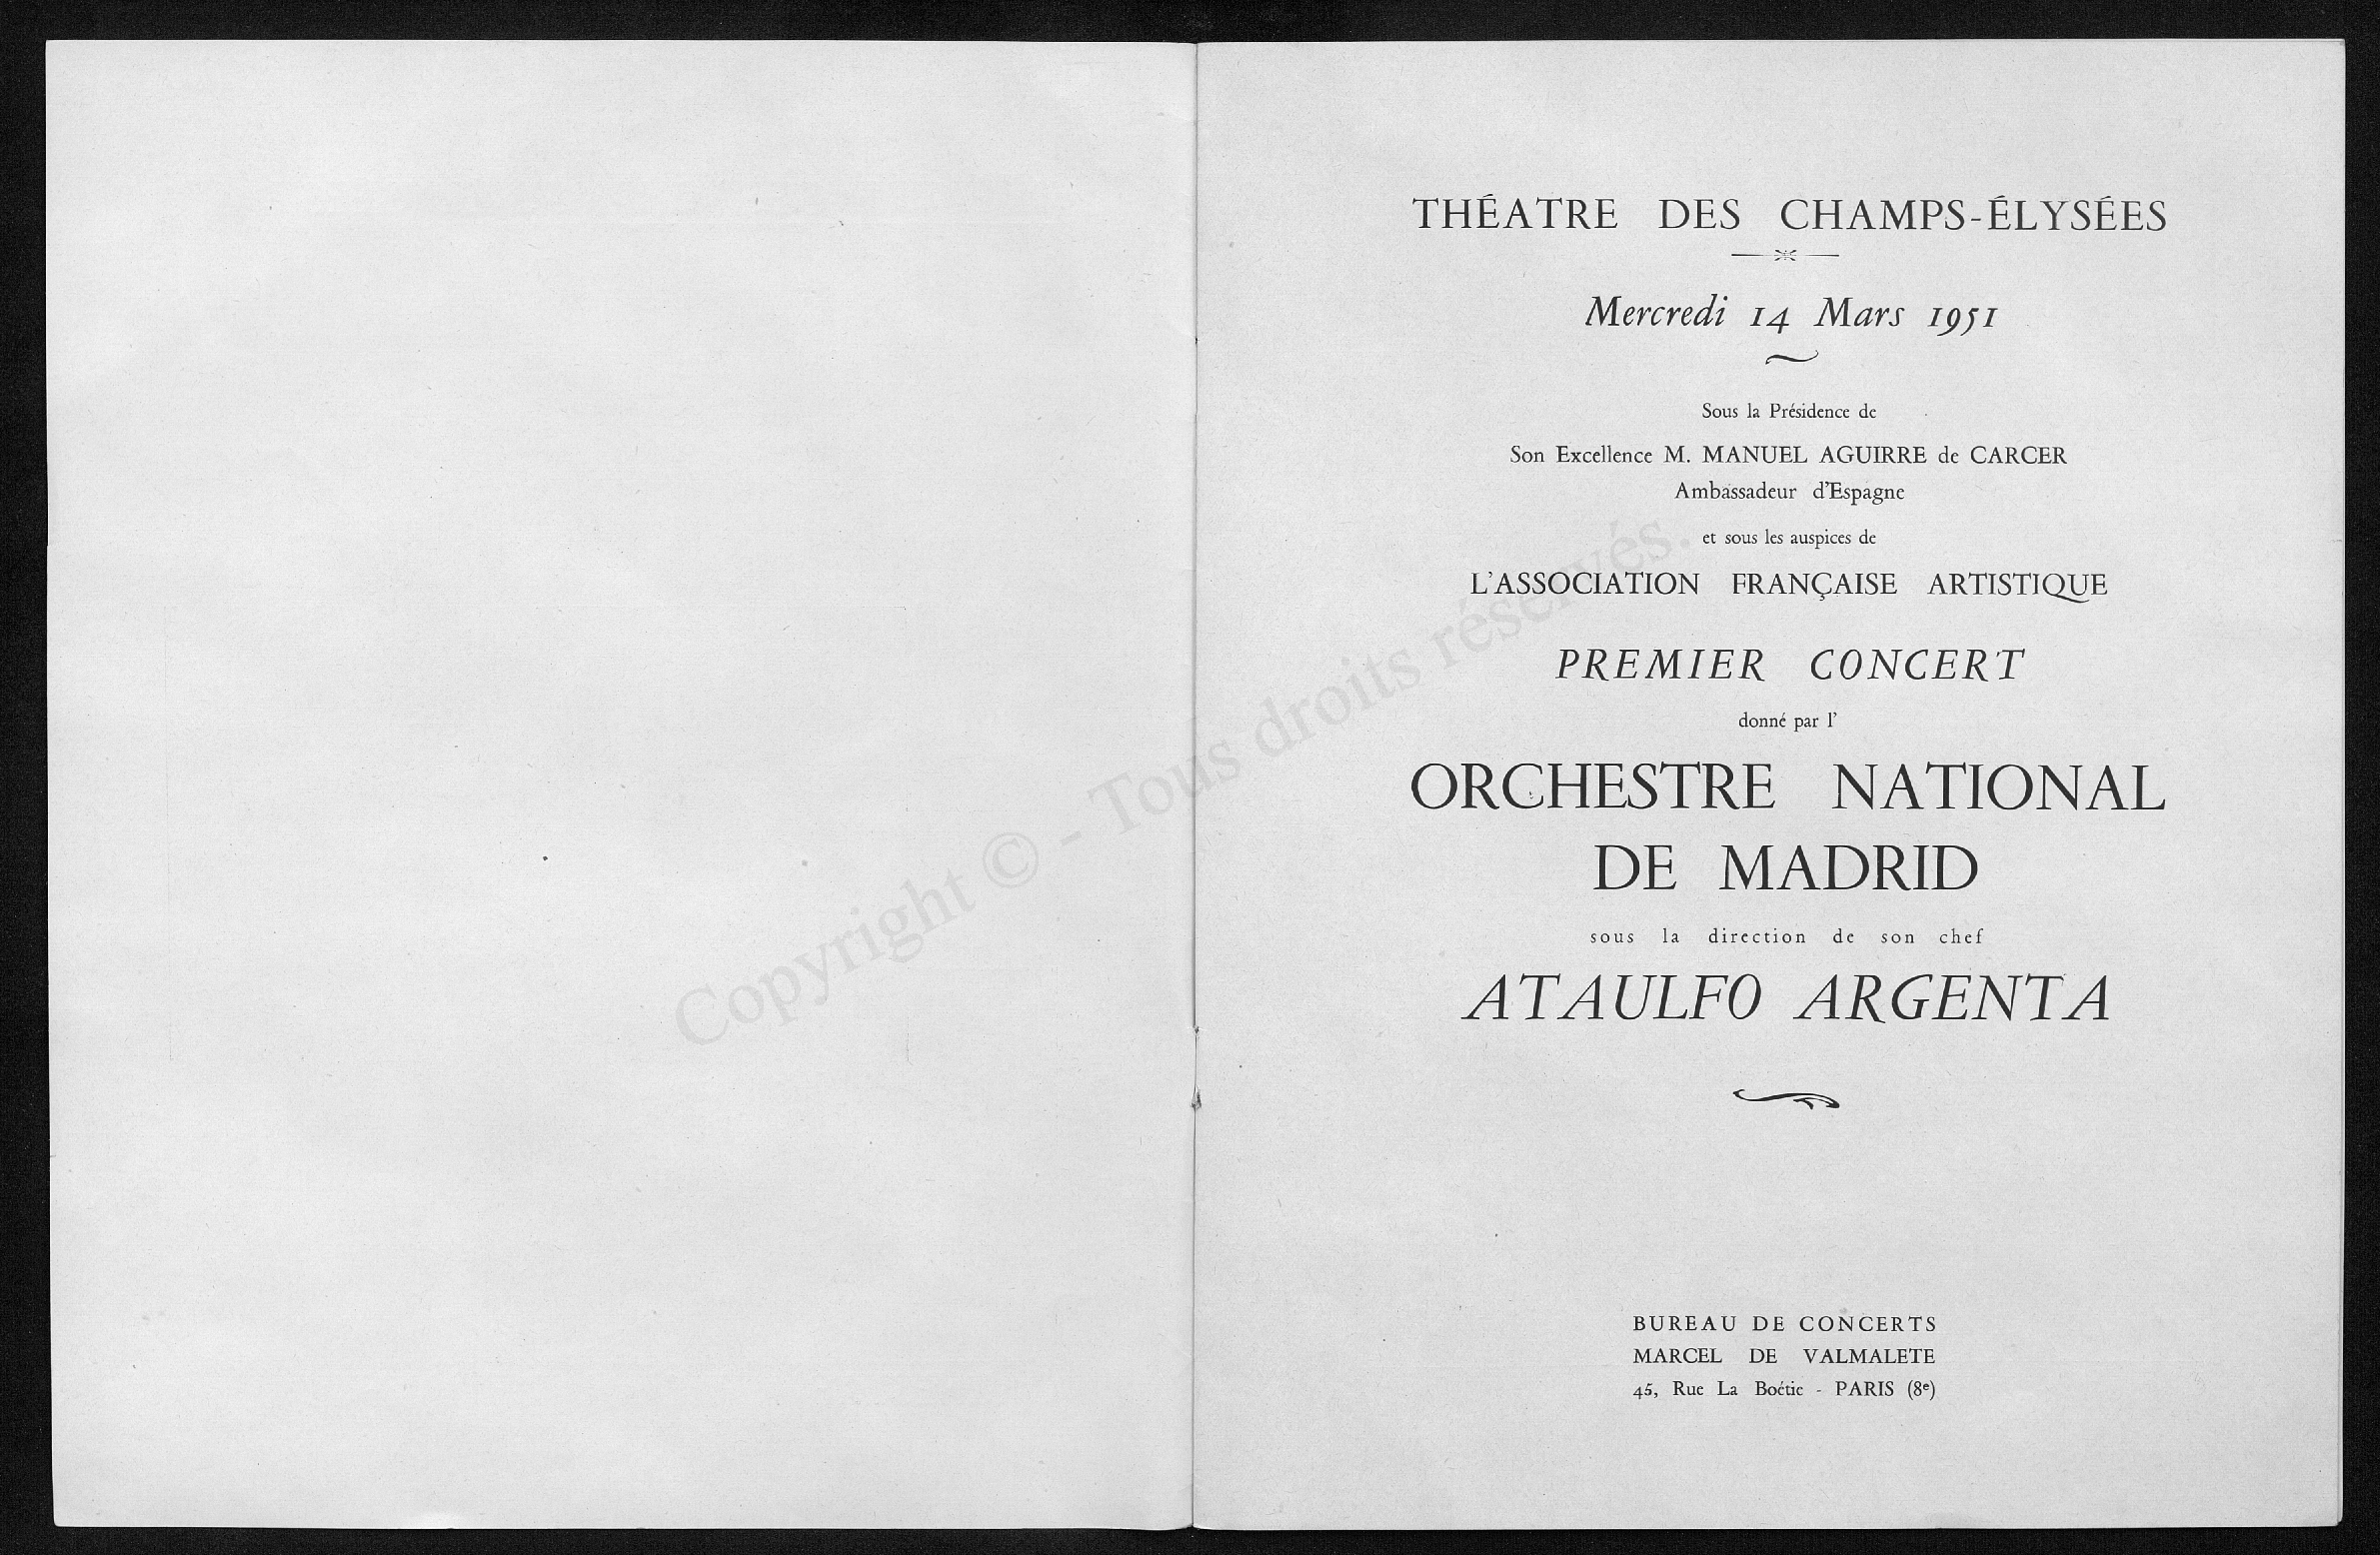 THÉATRE DES CHAMPS-ÉLYSÉES
Mercredi 14 Mars 1951
Sous la Présidence de
Son Excellence M. MANUEL AGUIRRE de CARCER
Ambassadeur d'Espagne
et sous les auspices de
L'ASSOCIATION FRANÇAISE ARTISTIQUE
PREMIER CONCERT
donné par l'
ORCHESTRE NATIONAL
DE MADRID
sous la direction de son chef
ATAULFO ARGENTA
BUREAU DE CONCERTS
MARCEL DE VALMALETE
45, Rue La Boétie - PARIS (8e)
Copyright © - Tous droits réservés.